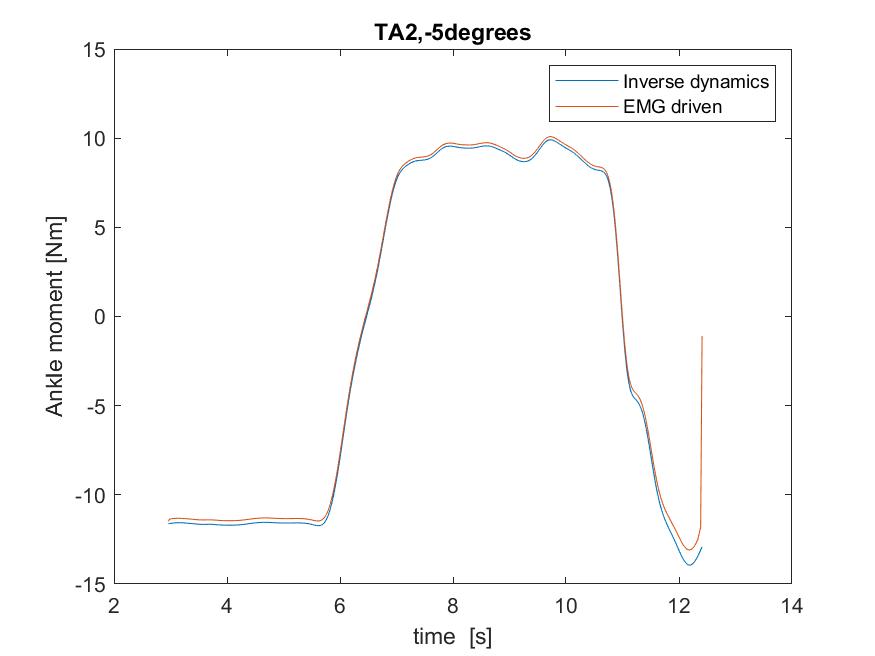 TA2,-5degrees
15
10
5
0
-5
-10
-15
Ankle moment [Nm]
Inverse dynamics
EMG driven
2 4 6 8 10 12 14
time [s]